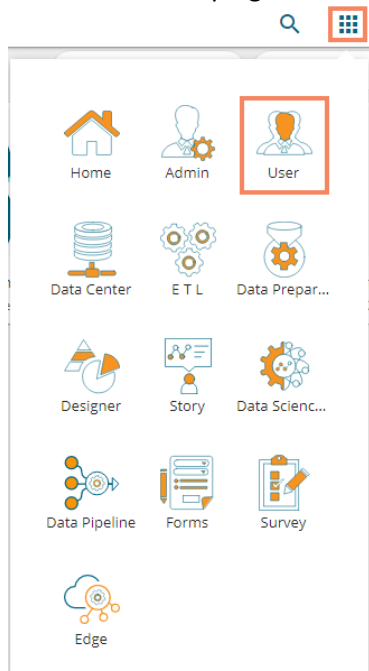 Home Admin User
Data Center E T L Data Prepar...
Designer Story Data Scienc...
Data Pipeline Forms Survey
Edge